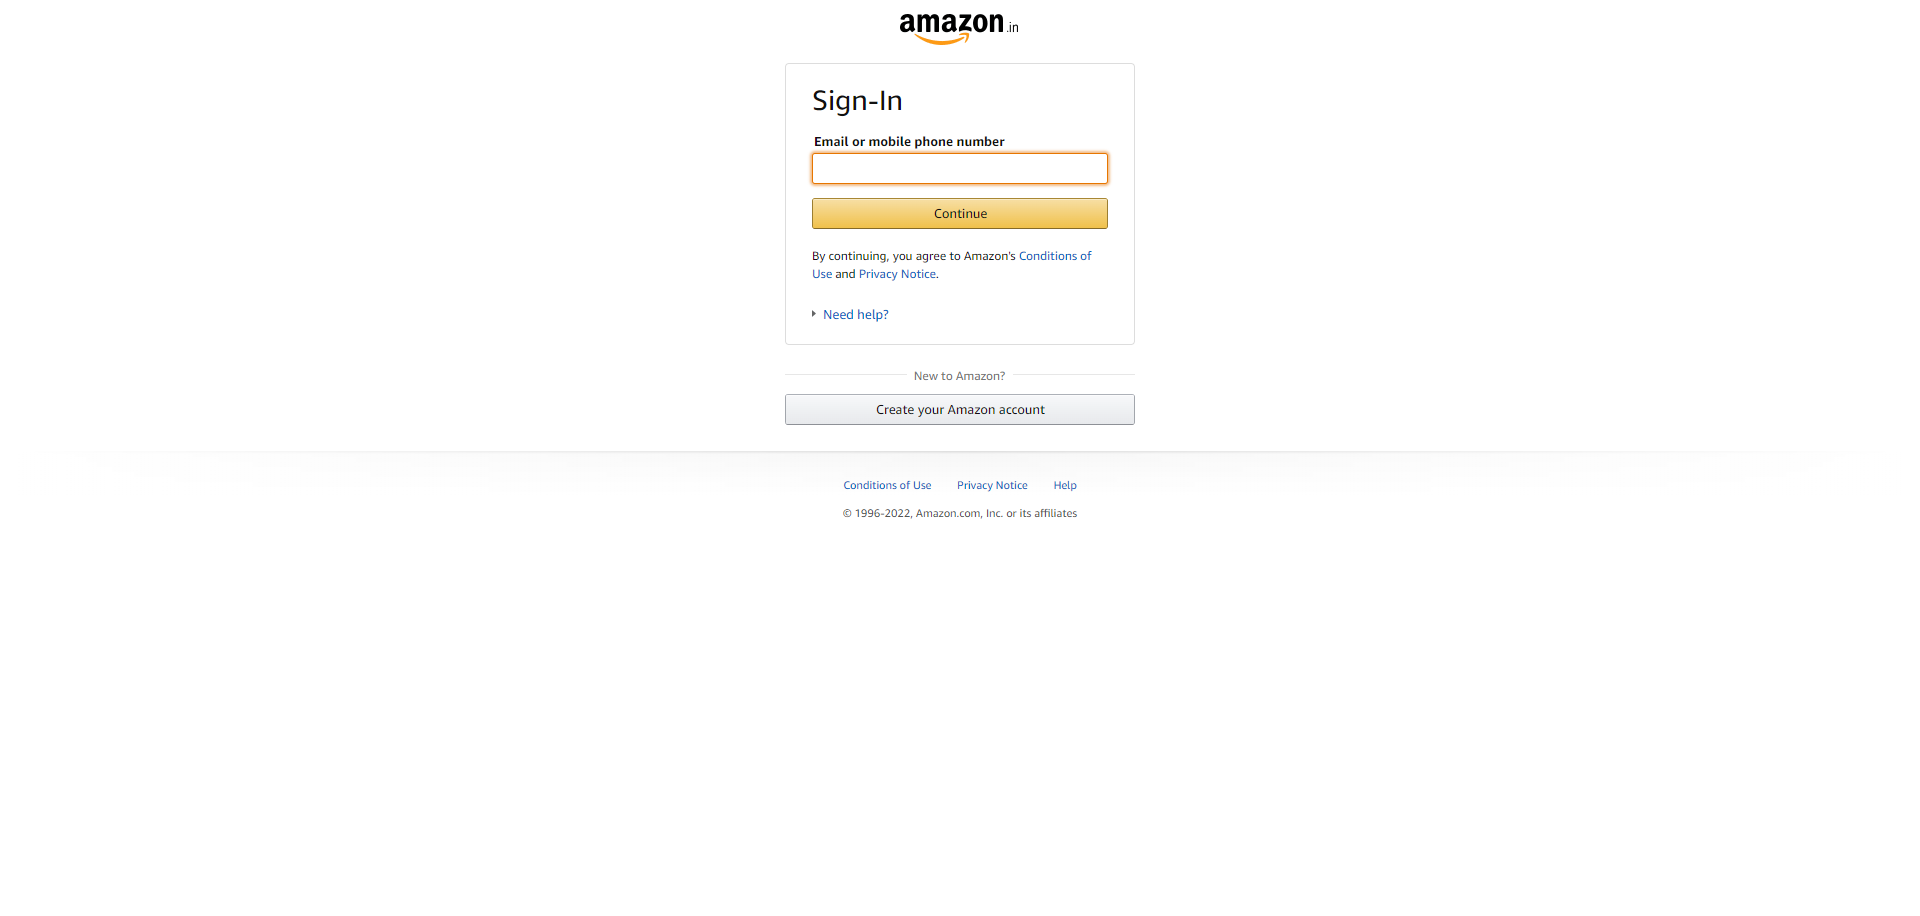 amazon.in
Sign-In
Email or mobile phone number
Continue
By continuing, you agree to Amazon's Conditions of
Use and Privacy Notice.
Need help?
New to Amazon?
Create your Amazon account
Conditions of Use Privacy Notice Help
© 1996-2022, Amazon.com, Inc. or its affiliates